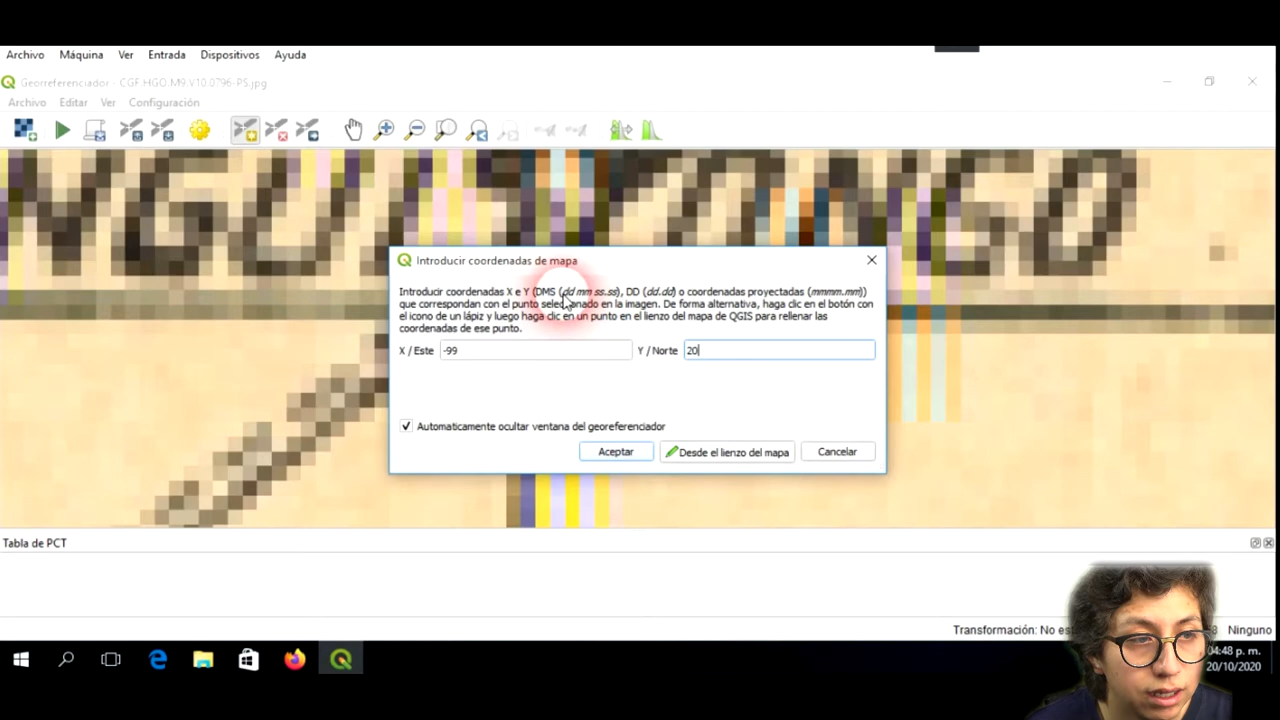 Archivo Máquina Ver Entrada Dispositivos Ayuda
Georreferenciador - CGF.HGO.M9.V10.0796-PS.jpg
Archivo Editar Ver Configuración
Introducir coordenadas de mapa
Introducir coordenadas X e Y (DMS (dd mm ss.ss), DD (dd.dd) o coordenadas proyectadas (mmmm.mm))
que correspondan con el punto seleccionado en la imagen. De forma alternativa, haga clic en el botón con
el icono de un lápiz y luego haga clic en un punto en el lienzo del mapa de QGIS para rellenar las
coordenadas de ese punto.
X / Este -99 Y / Norte 20
Automaticamente ocultar ventana del georeferenciador
Aceptar Desde el lienzo del mapa Cancelar
Tabla de PCT
Transformación: No Ninguno
04:48 p. m.
20/10/2020